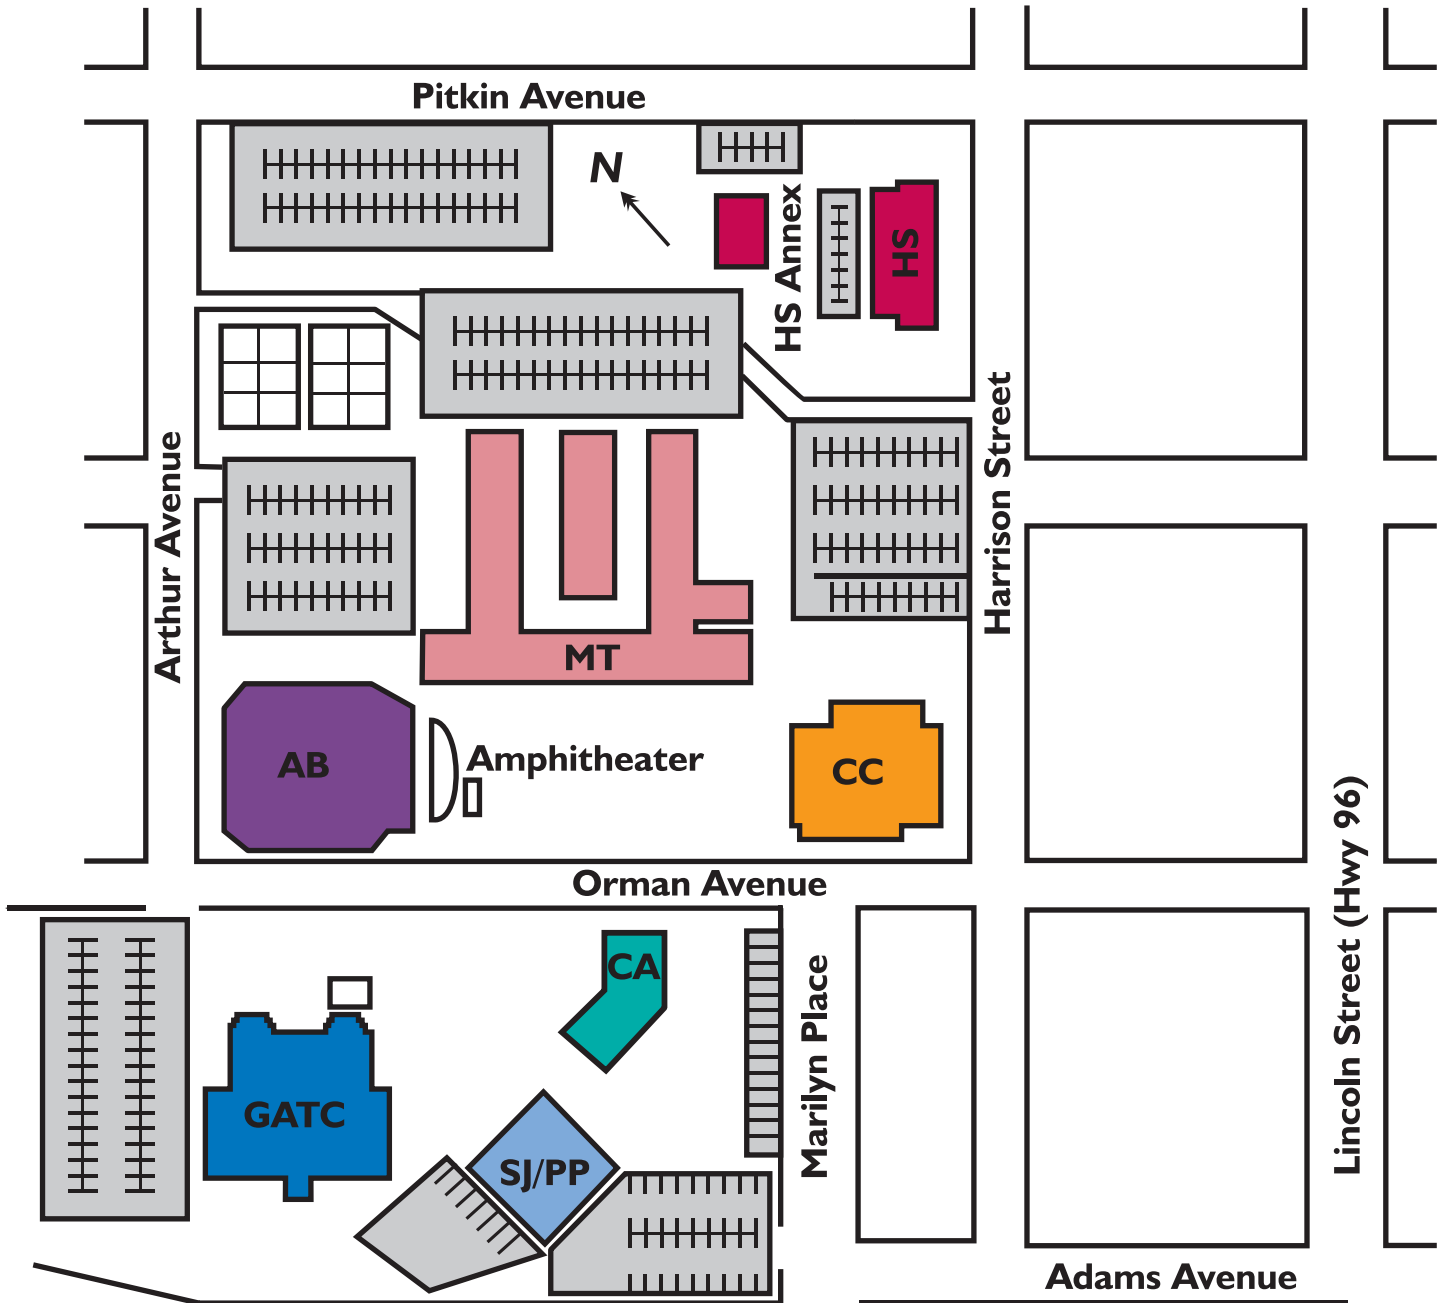 Pitkin Avenue
N
HS Annex
HS
Arthur Avenue
Harrison Street
MT
AB
Amphitheater
CC
Orman Avenue
Lincoln Street (Hwy 96)
CA
Marilyn Place
GATC
SJ/PP
Adams Avenue